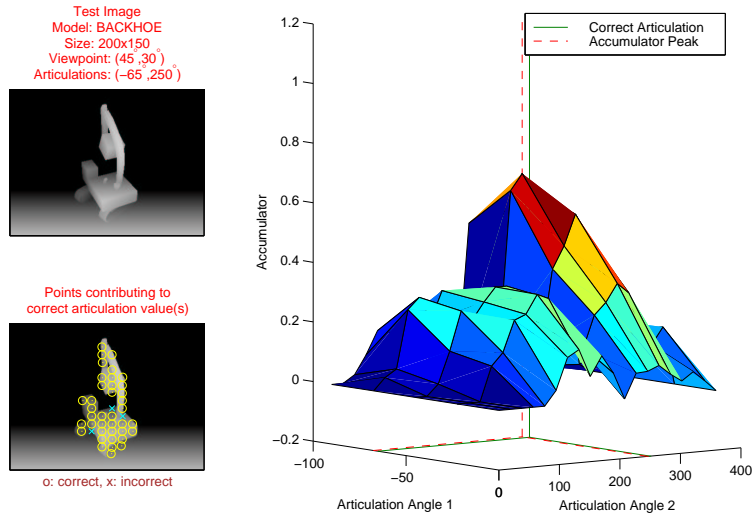 Test Image
Model: BACKHOE
Size: 200x150
Viewpoint: (45°,30°)
Articulations: (−65°,250°)
Points contributing to
correct articulation value(s)
o: correct, x: incorrect
Correct Articulation
Accumulator Peak
1.2
1
0.8
0.6
0.4
0.2
0
−0.2
Accumulator
−100
−50
0
Articulation Angle 1
0
100
200
300
400
Articulation Angle 2